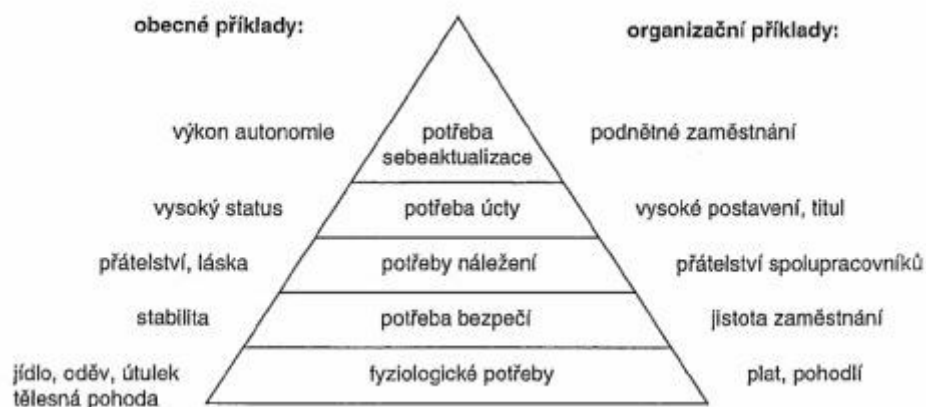 obecné příklady:
organizační příklady:
výkon autonomie
potřeba
sebeaktualizace
podnětné zaměstnání
vysoký status
potřeba úcty
vysoké postavení, titul
přátelství, láska
potřeby náležení
přátelství spolupracovníků
stabilita
potřeba bezpečí
jistota zaměstnání
jídlo, oděv, útulek
tělesná pohoda
fyziologické potřeby
plat, pohodlí